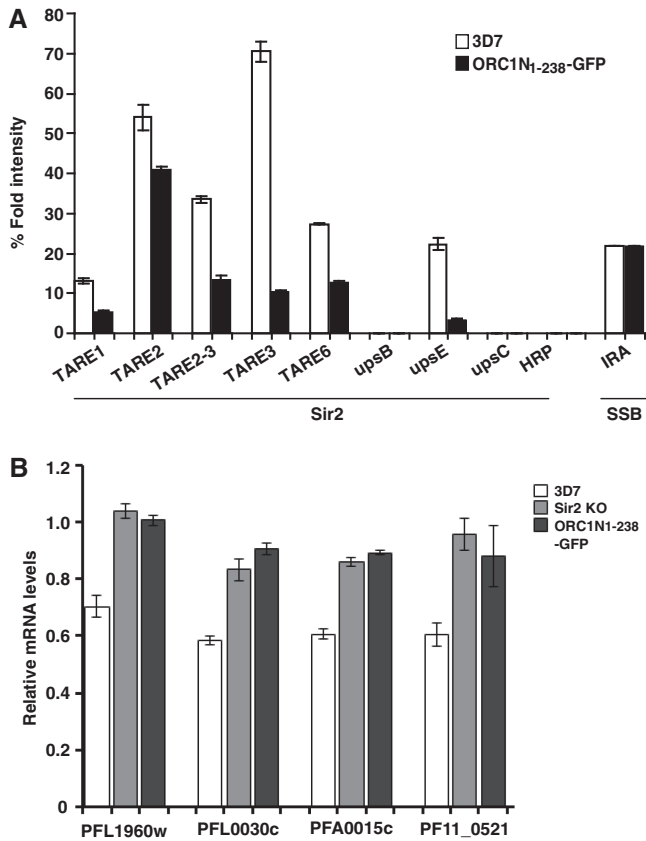 A
80
70
60
50
40
30
20
10
0
% Fold intensity
3D7
ORC1N1-238-GFP
TARE1
TARE2
TARE2-3
TARE3
TARE6
upsB
upsE
upsC
HRP
IRA
Sir2
SSB
B
1.2
1.0
0.8
0.6
0.4
0.2
0
Relative mRNA levels
3D7
Sir2 KO
ORC1N1-238
-GFP
PFL1960w
PFL0030c
PFA0015c
PF11_0521